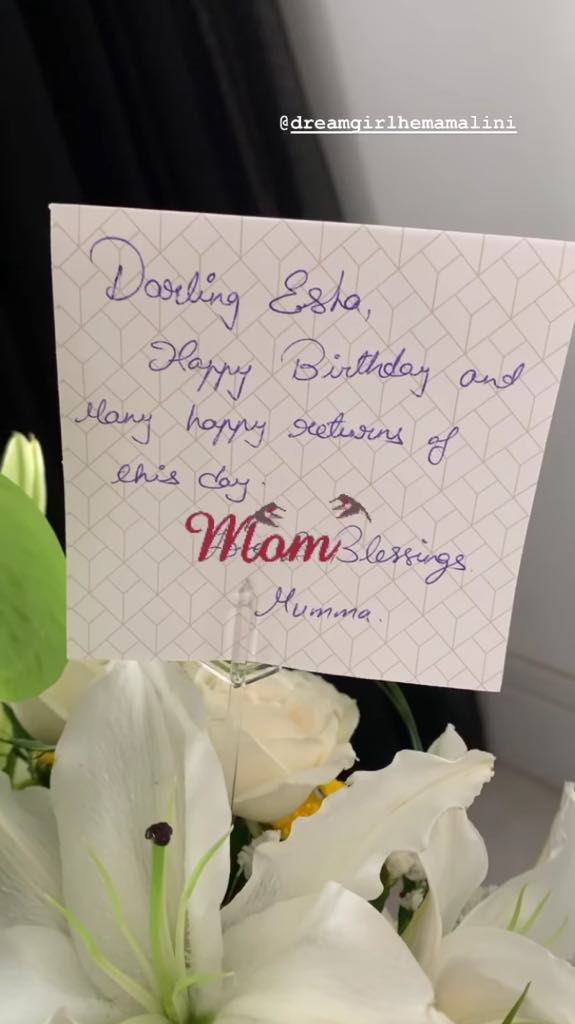 @dreamgirlhemamalini
Darling Esha,
Happy Birthday and
Many happy returns of
this day.
Mom Blessings
Mumma.